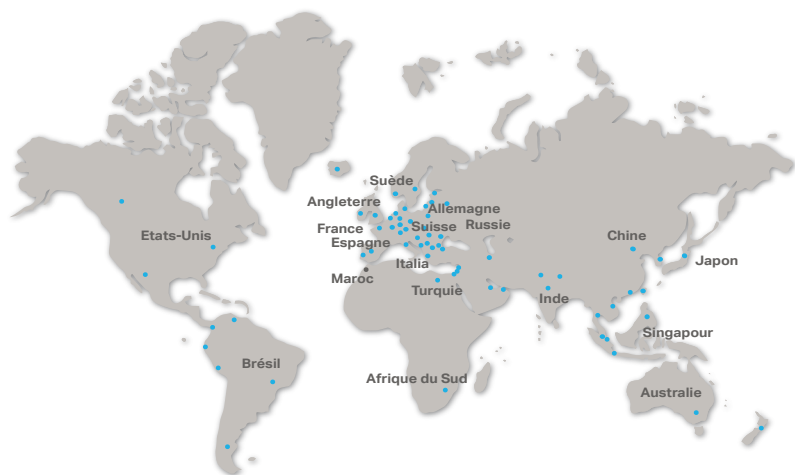 Suède
Angleterre
Allemagne
France
Suisse
Russie
Etats-Unis
Espagne
Chine
Itália
Japon
Maroc
Turquie
Inde
Singapour
Brésil
Afrique du Sud
Australie